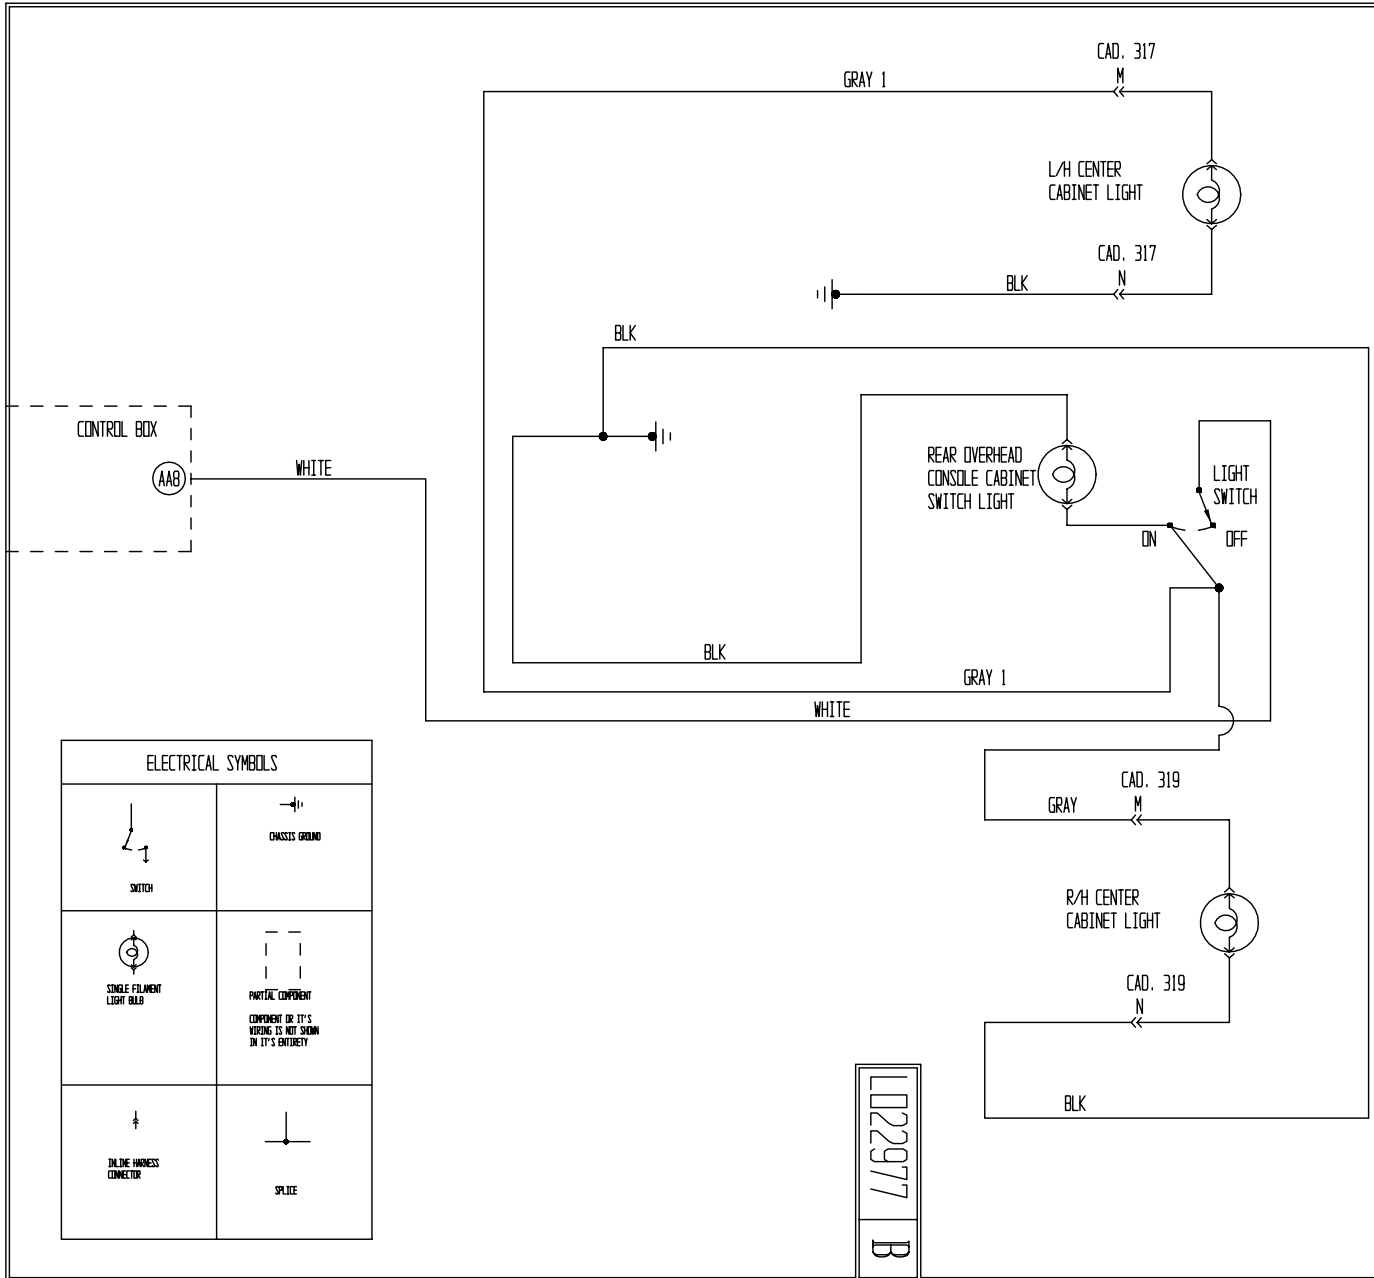 CAD. 317
M
GRAY 1
L/H CENTER
CABINET LIGHT
CAD. 317
N
BLK
BLK
CONTROL BOX
AA8
WHITE
REAR OVERHEAD
CONSOLE CABINET
SWITCH LIGHT
LIGHT
SWITCH
ON
OFF
BLK
GRAY 1
WHITE
CAD. 319
M
GRAY
R/H CENTER
CABINET LIGHT
CAD. 319
N
BLK
ELECTRICAL SYMBOLS
SWITCH
CHASSIS GROUND
SINGLE FILAMENT
LIGHT BULB
PARTIAL COMPONENT
COMPONENT OR IT'S
WIRING IS NOT SHOWN
IN IT'S ENTIRETY
INLINE HARNESS
CONNECTOR
SPLICE
L022977 B